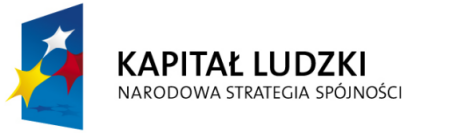 KAPITAŁ LUDZKI
NARODOWA STRATEGIA SPÓJNOŚCI